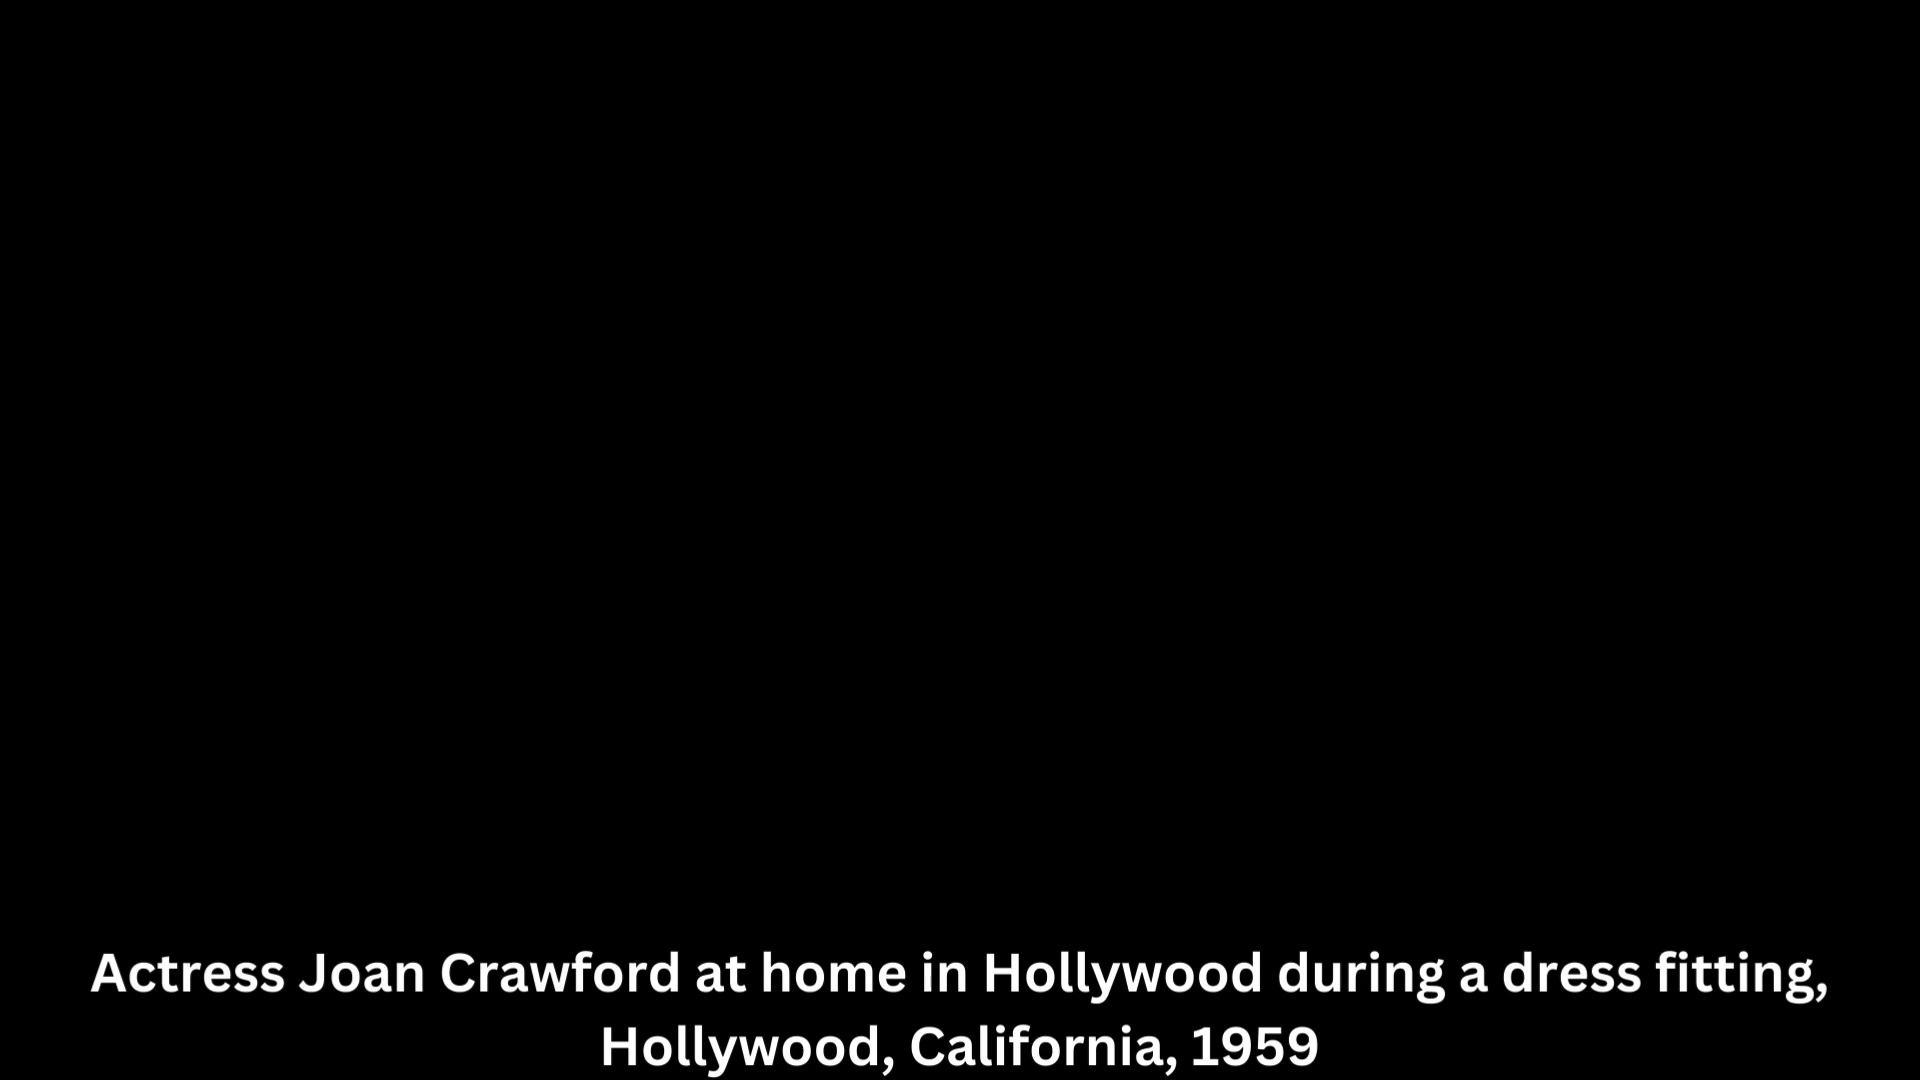 Actress Joan Crawford at home in Hollywood during a dress fitting,
Hollywood, California, 1959